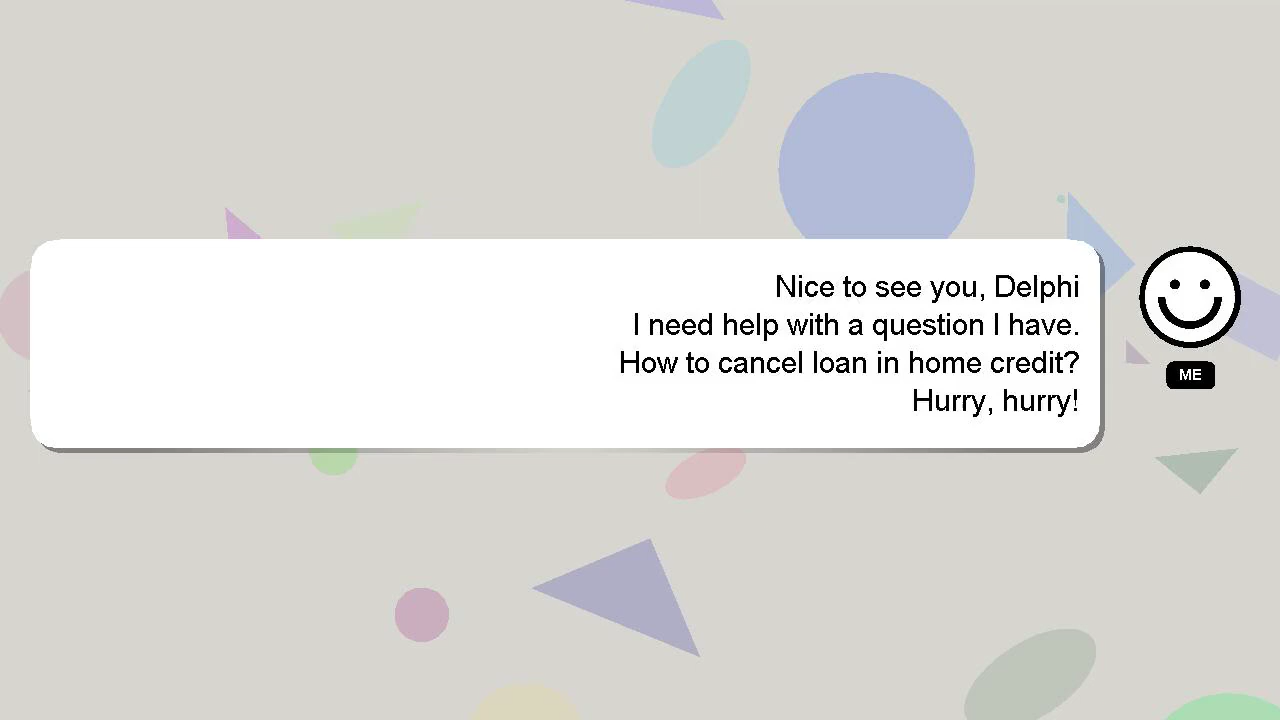 Nice to see you, Delphi
I need help with a question I have.
How to cancel loan in home credit?
Hurry, hurry!
ME